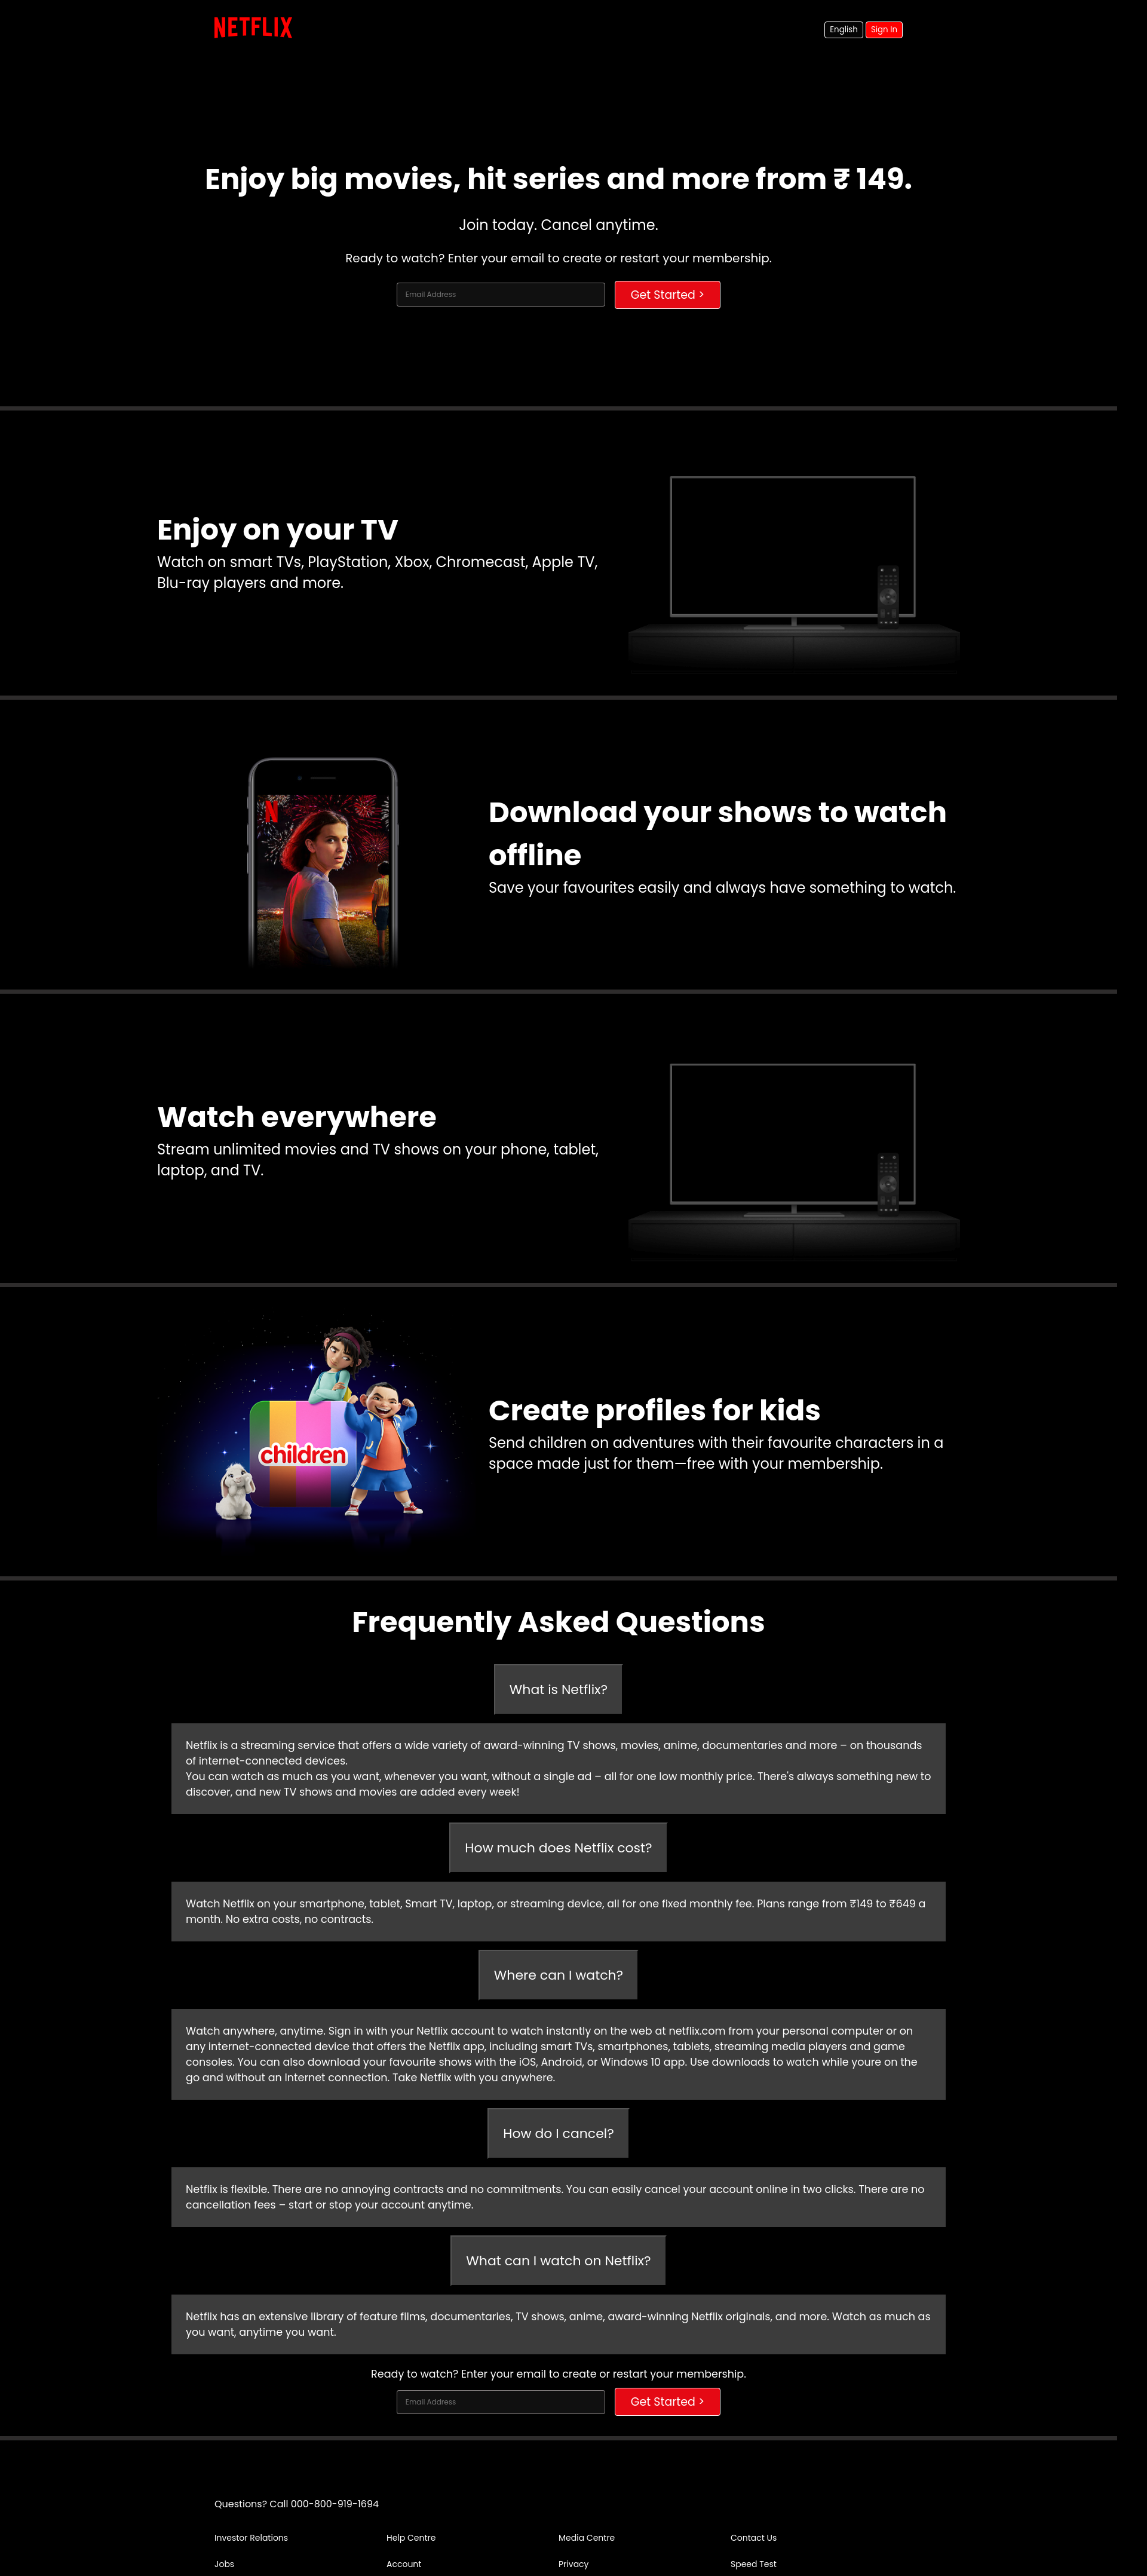 NETFLIX
English Sign In
Enjoy big movies, hit series and more from ₹ 149.
Join today. Cancel anytime.
Ready to watch? Enter your email to create or restart your membership.
Email Address Get Started >
Enjoy on your TV
Watch on smart TVs, PlayStation, Xbox, Chromecast, Apple TV,
Blu-ray players and more.
N
Download your shows to watch
offline
Save your favourites easily and always have something to watch.
Watch everywhere
Stream unlimited movies and TV shows on your phone, tablet,
laptop, and TV.
children
Create profiles for kids
Send children on adventures with their favourite characters in a
space made just for them—free with your membership.
Frequently Asked Questions
What is Netflix?
Netflix is a streaming service that offers a wide variety of award-winning TV shows, movies, anime, documentaries and more – on thousands
of internet-connected devices.
You can watch as much as you want, whenever you want, without a single ad – all for one low monthly price. There's always something new to
discover, and new TV shows and movies are added every week!
How much does Netflix cost?
Watch Netflix on your smartphone, tablet, Smart TV, laptop, or streaming device, all for one fixed monthly fee. Plans range from ₹149 to ₹649 a
month. No extra costs, no contracts.
Where can I watch?
Watch anywhere, anytime. Sign in with your Netflix account to watch instantly on the web at netflix.com from your personal computer or on
any internet-connected device that offers the Netflix app, including smart TVs, smartphones, tablets, streaming media players and game
consoles. You can also download your favourite shows with the iOS, Android, or Windows 10 app. Use downloads to watch while youre on the
go and without an internet connection. Take Netflix with you anywhere.
How do I cancel?
Netflix is flexible. There are no annoying contracts and no commitments. You can easily cancel your account online in two clicks. There are no
cancellation fees – start or stop your account anytime.
What can I watch on Netflix?
Netflix has an extensive library of feature films, documentaries, TV shows, anime, award-winning Netflix originals, and more. Watch as much as
you want, anytime you want.
Ready to watch? Enter your email to create or restart your membership.
Email Address Get Started >
Questions? Call 000-800-919-1694
Investor Relations Help Centre Media Centre Contact Us
Jobs Account Privacy Speed Test